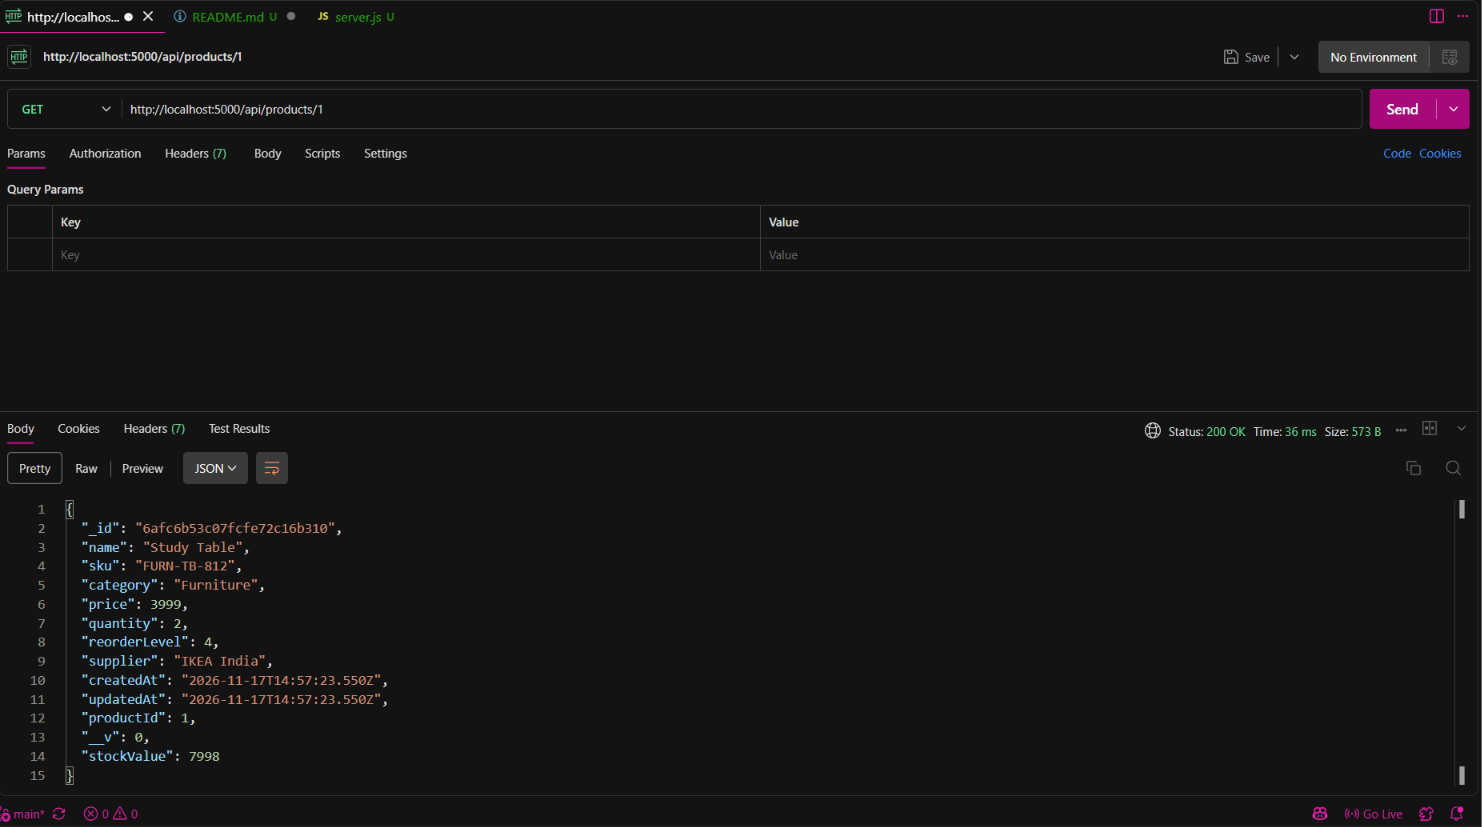 HTTP http://localhos... README.md U JS server.js U ...
HTTP http://localhost:5000/api/products/1 Save No Environment
GET http://localhost:5000/api/products/1 Send
Params Authorization Headers (7) Body Scripts Settings Code Cookies
Query Params
Key Value
Key Value
Body Cookies Headers (7) Test Results Status: 200 OK Time: 36 ms Size: 573 B ...
Pretty Raw Preview JSON
1 {
2 "_id": "6afc6b53c07fcfe72c16b310",
3 "name": "Study Table",
4 "sku": "FURN-TB-812",
5 "category": "Furniture",
6 "price": 3999,
7 "quantity": 2,
8 "reorderLevel": 4,
9 "supplier": "IKEA India",
10 "createdAt": "2026-11-17T14:57:23.550Z",
11 "updatedAt": "2026-11-17T14:57:23.550Z",
12 "productId": 1,
13 "__v": 0,
14 "stockValue": 7998
15 }
main* 0 0 Go Live